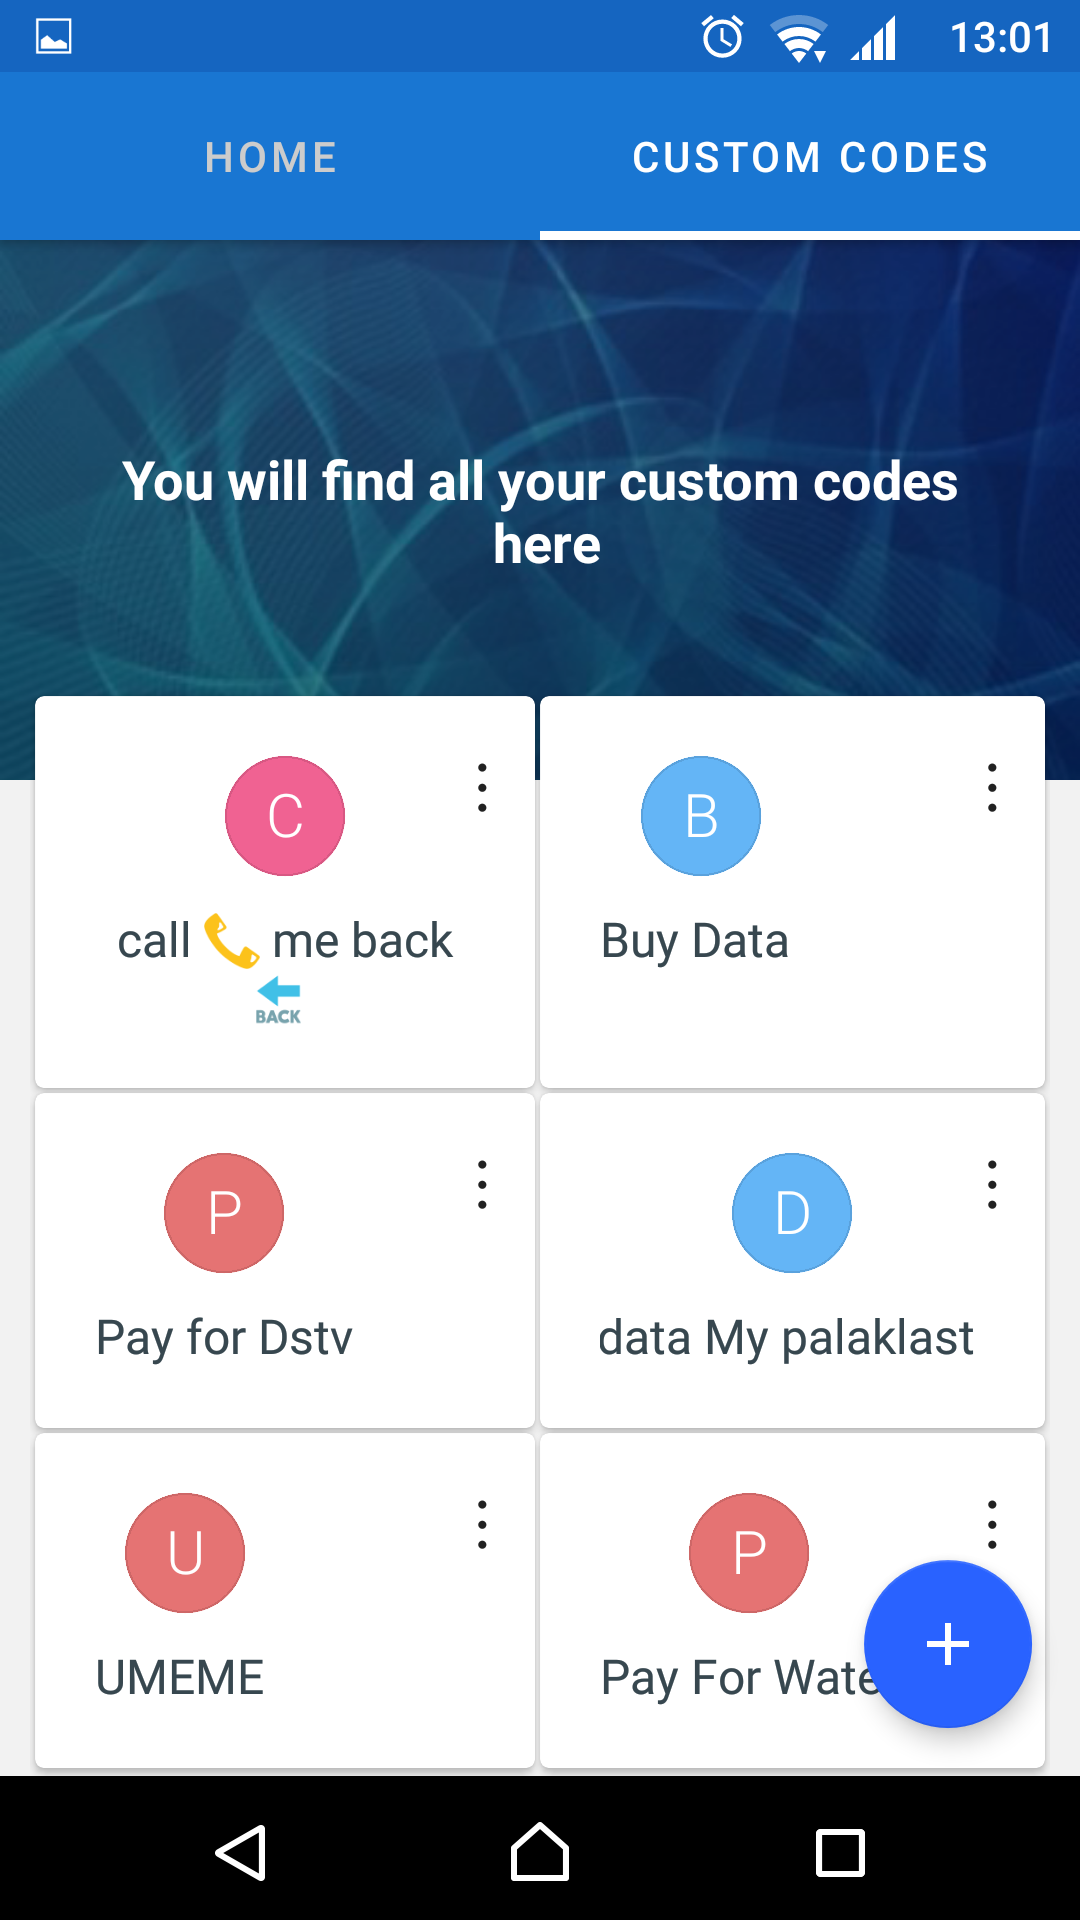 13:01
HOME
CUSTOM CODES
You will find all your custom codes
here
C
B
call 📞 me back
BACK
Buy Data
P
D
Pay for Dstv
data My palaklast
U
P
UMEME
Pay For Wate